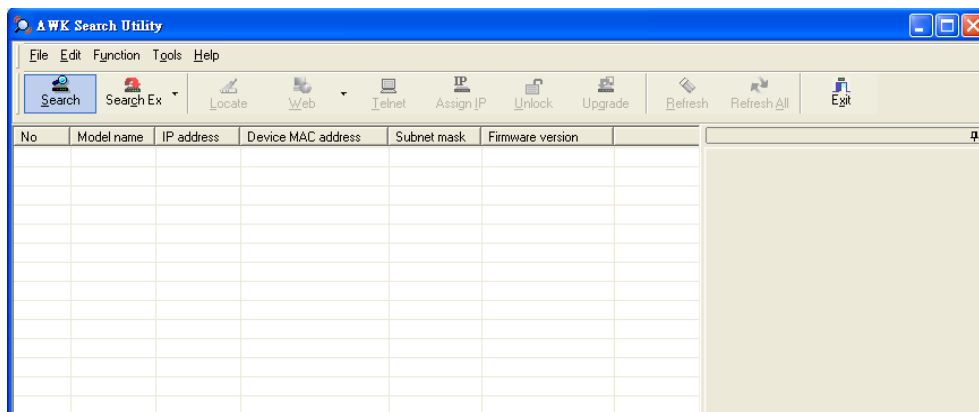 AWK Search Utility
File Edit Function Tools Help
Search Search Ex Locate Web Telnet IP Assign IP Unlock Upgrade Refresh Refresh All Exit
No Model name IP address Device MAC address Subnet mask Firmware version